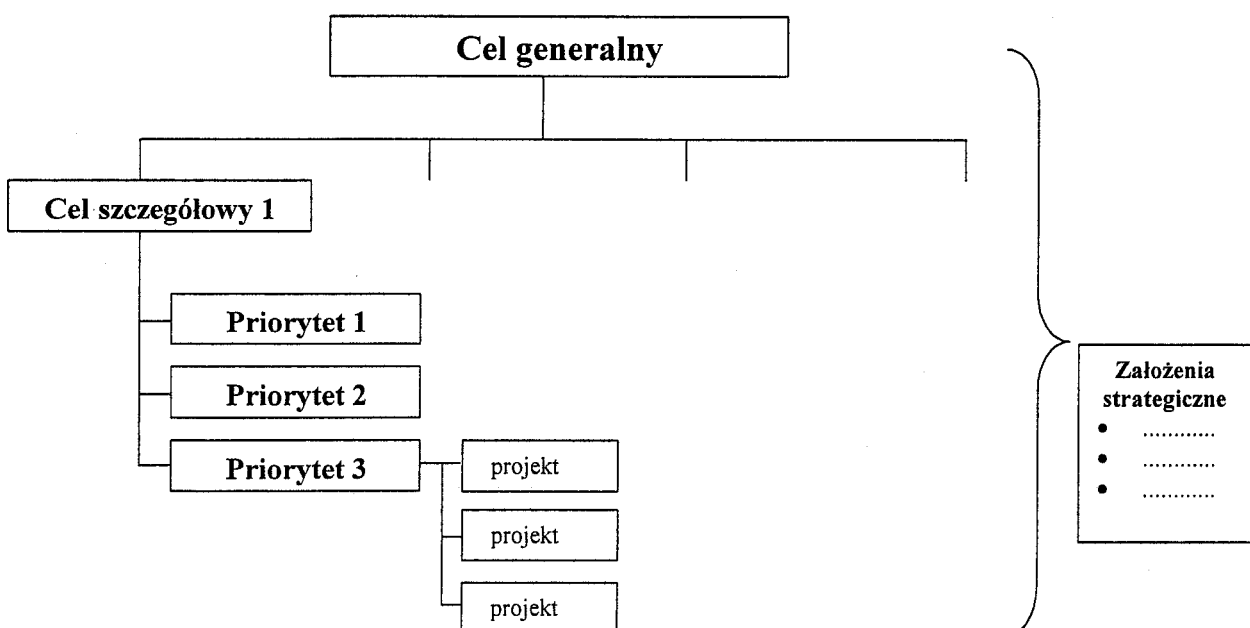 Cel generalny
Cel szczegółowy 1
Priorytet 1
Priorytet 2
Priorytet 3
projekt
projekt
projekt
Założenia
strategiczne
• ............
• ............
• ............